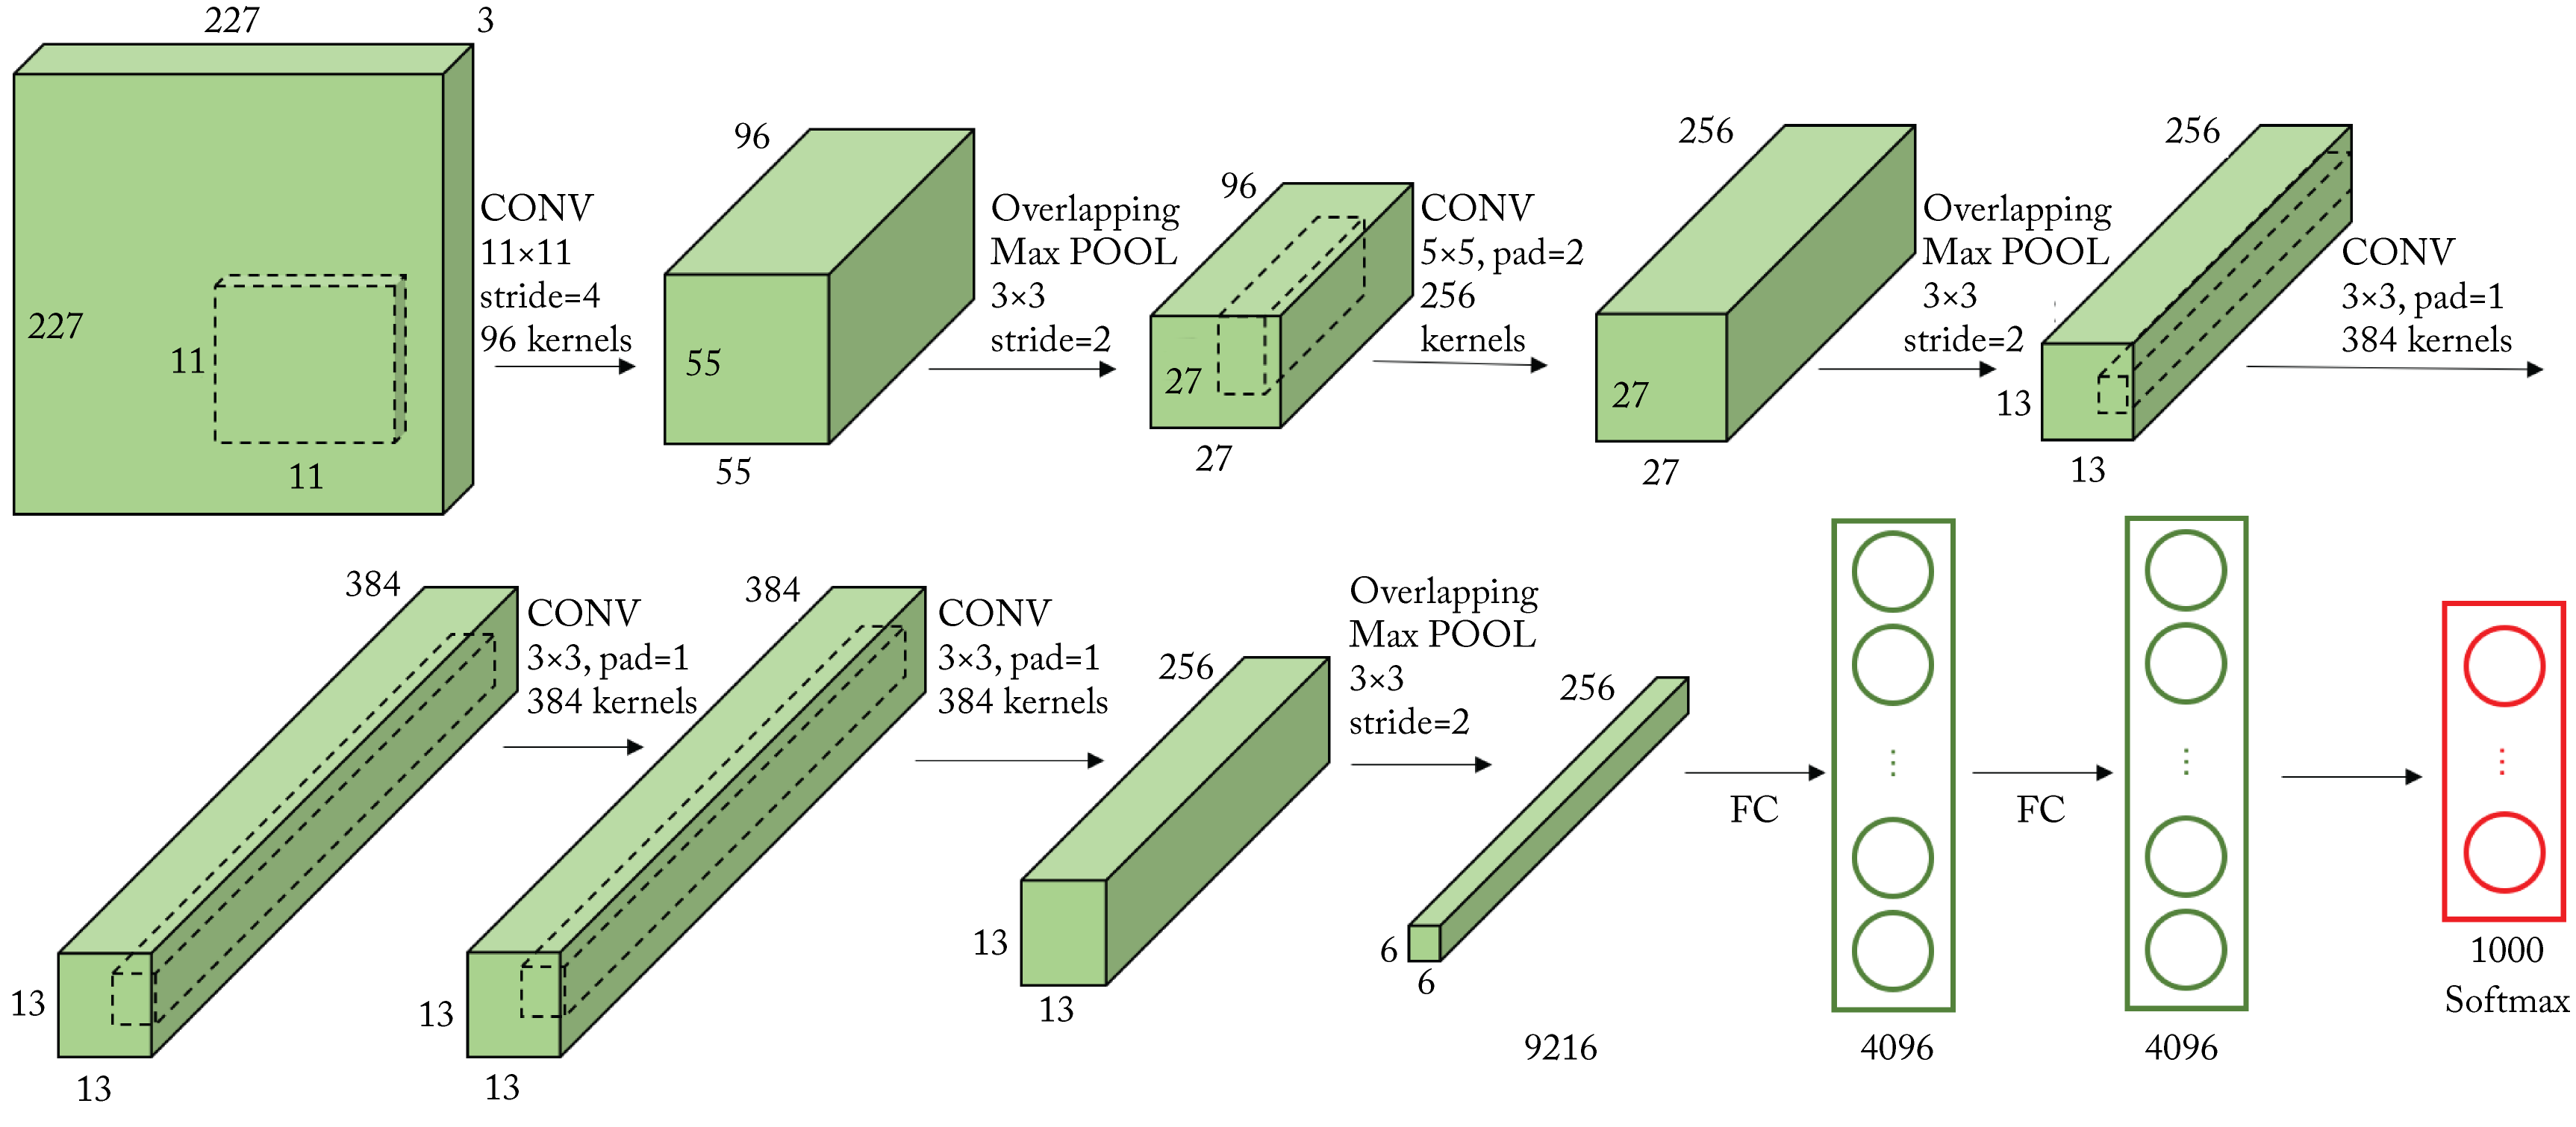 227
3
227
11
11
CONV
11×11
stride=4
96 kernels
96
55
55
Overlapping
Max POOL
3×3
stride=2
96
27
27
CONV
5×5, pad=2
256
kernels
256
27
27
Overlapping
Max POOL
3×3
stride=2
256
13
13
CONV
3×3, pad=1
384 kernels
384
13
13
CONV
3×3, pad=1
384 kernels
384
13
13
CONV
3×3, pad=1
384 kernels
256
13
13
Overlapping
Max POOL
3×3
stride=2
256
6
6
9216
FC
4096
FC
4096
1000
Softmax